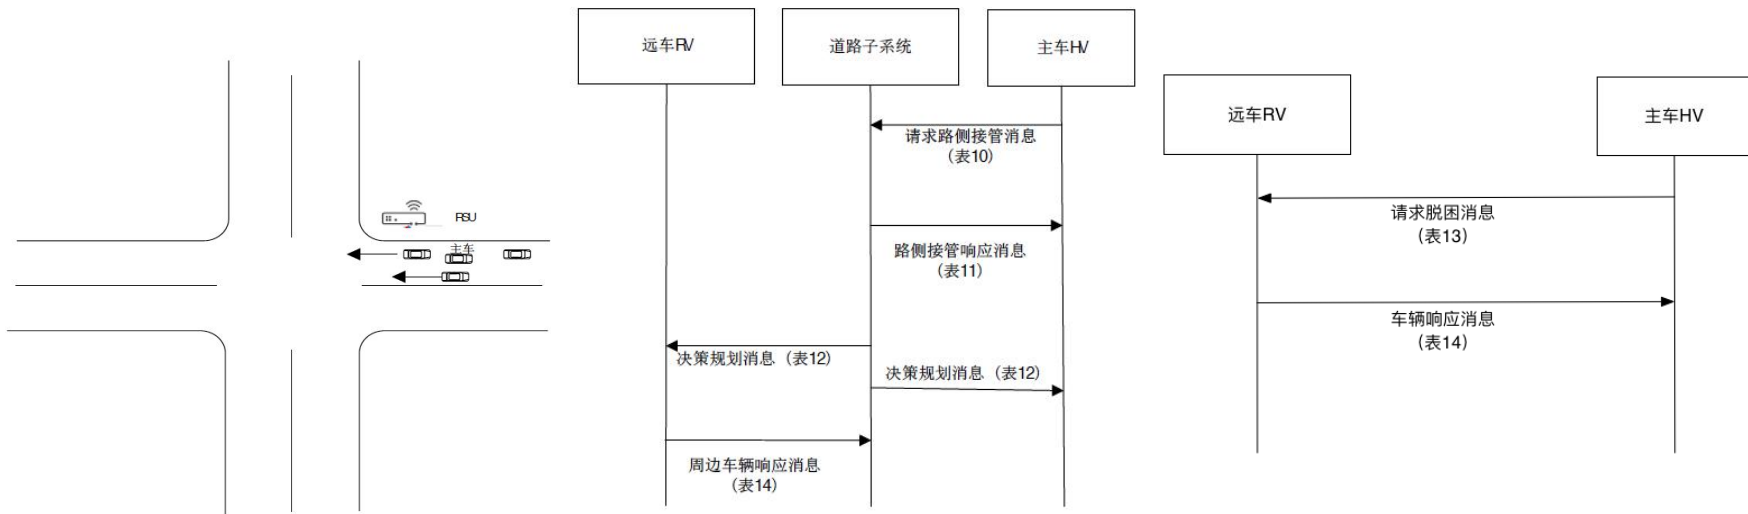 RSU
主车
远车RV
道路子系统
主车HV
请求路侧接管消息
（表10）
路侧接管响应消息
（表11）
决策规划消息（表12）
决策规划消息（表12）
周边车辆响应消息
（表14）
远车RV
主车HV
请求脱困消息
（表13）
车辆响应消息
（表14）